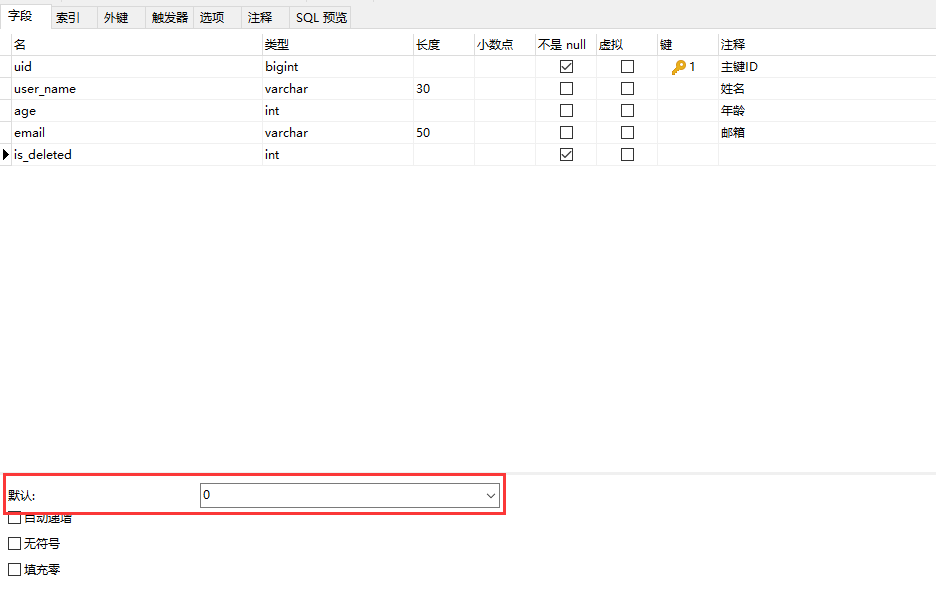 字段 索引 外键 触发器 选项 注释 SQL 预览
名 类型 长度 小数点 不是 null 虚拟 键 注释
uid bigint 1 主键ID
user_name varchar 30 姓名
age int 年龄
email varchar 50 邮箱
is_deleted int
默认: 0
自动递增
无符号
填充零